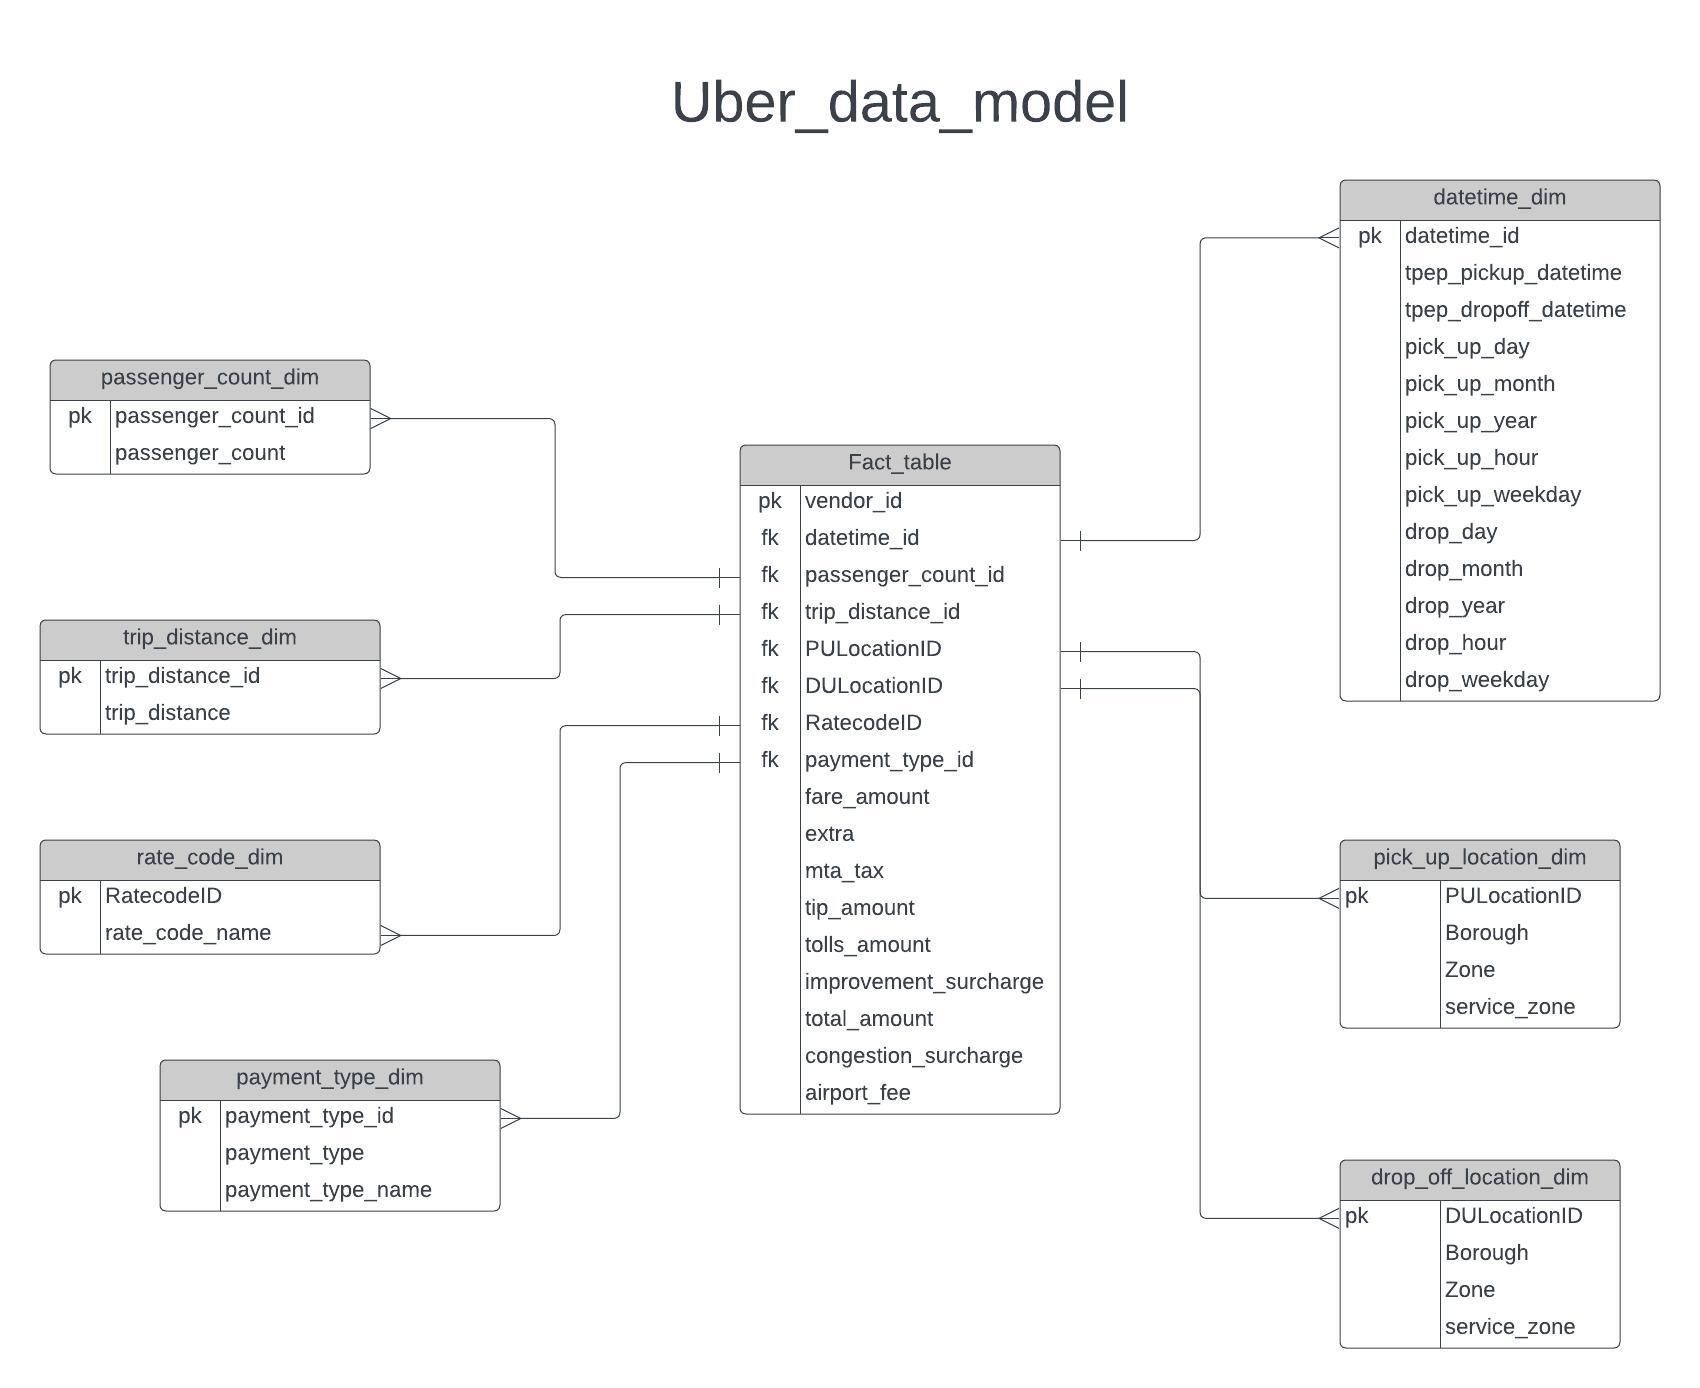 Uber_data_model
datetime_dim
pk datetime_id
tpep_pickup_datetime
tpep_dropoff_datetime
pick_up_day
pick_up_month
pick_up_year
pick_up_hour
pick_up_weekday
drop_day
drop_month
drop_year
drop_hour
drop_weekday
passenger_count_dim
pk passenger_count_id
passenger_count
Fact_table
pk vendor_id
fk datetime_id
fk passenger_count_id
fk trip_distance_id
fk PULocationID
fk DULocationID
fk RatecodeID
fk payment_type_id
fare_amount
extra
mta_tax
tip_amount
tolls_amount
improvement_surcharge
total_amount
congestion_surcharge
airport_fee
trip_distance_dim
pk trip_distance_id
trip_distance
rate_code_dim
pk RatecodeID
rate_code_name
pick_up_location_dim
pk PULocationID
Borough
Zone
service_zone
payment_type_dim
pk payment_type_id
payment_type
payment_type_name
drop_off_location_dim
pk DULocationID
Borough
Zone
service_zone